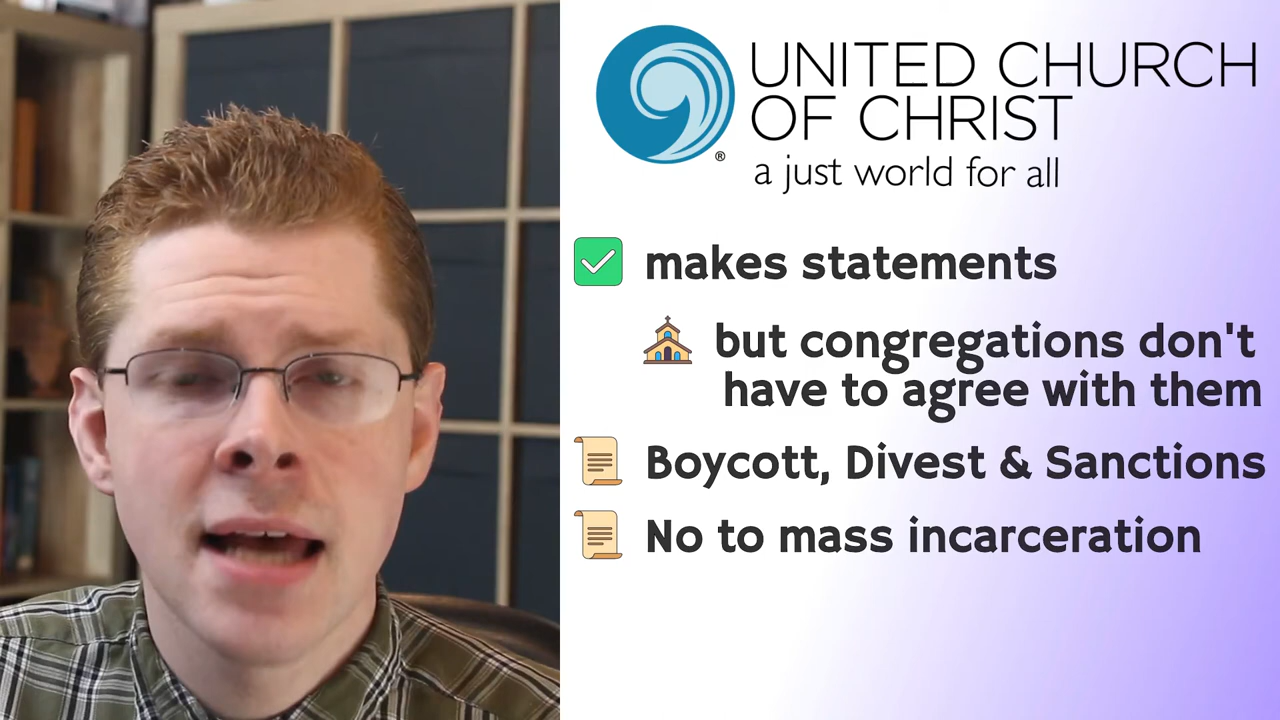 UNITED CHURCH
OF CHRIST
®
a just world for all
makes statements
but congregations don't
have to agree with them
Boycott, Divest & Sanctions
No to mass incarceration